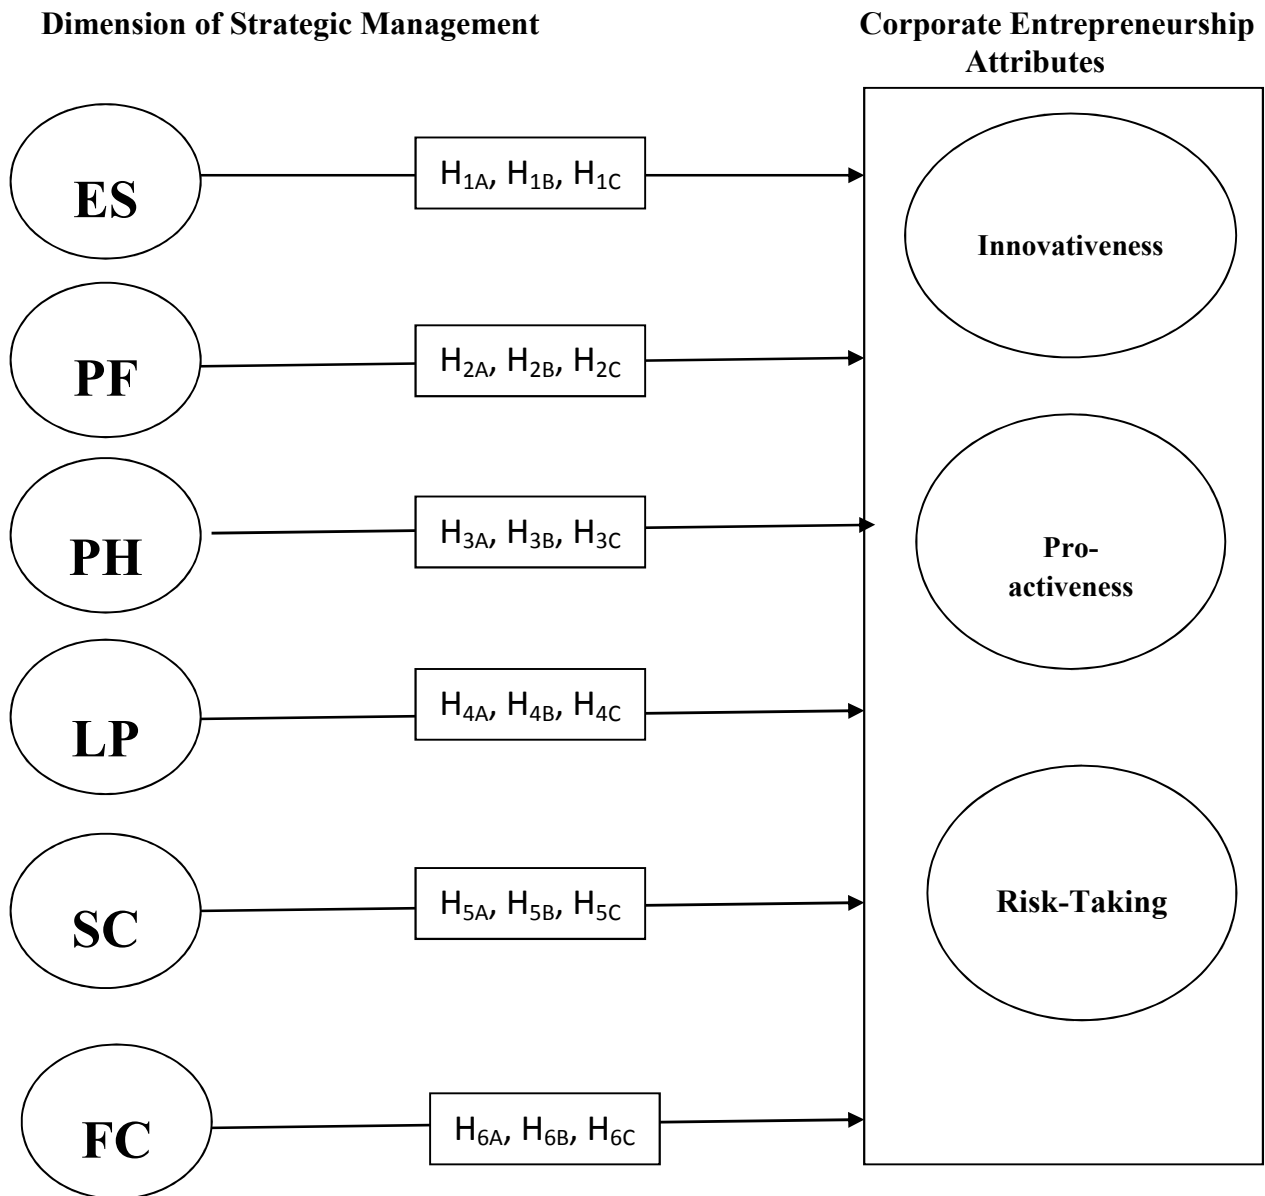 Dimension of Strategic Management
Corporate Entrepreneurship
Attributes
ES
H1A, H1B, H1C
Innovativeness
PF
H2A, H2B, H2C
PH
H3A, H3B, H3C
Pro-
activeness
LP
H4A, H4B, H4C
SC
H5A, H5B, H5C
Risk-Taking
FC
H6A, H6B, H6C